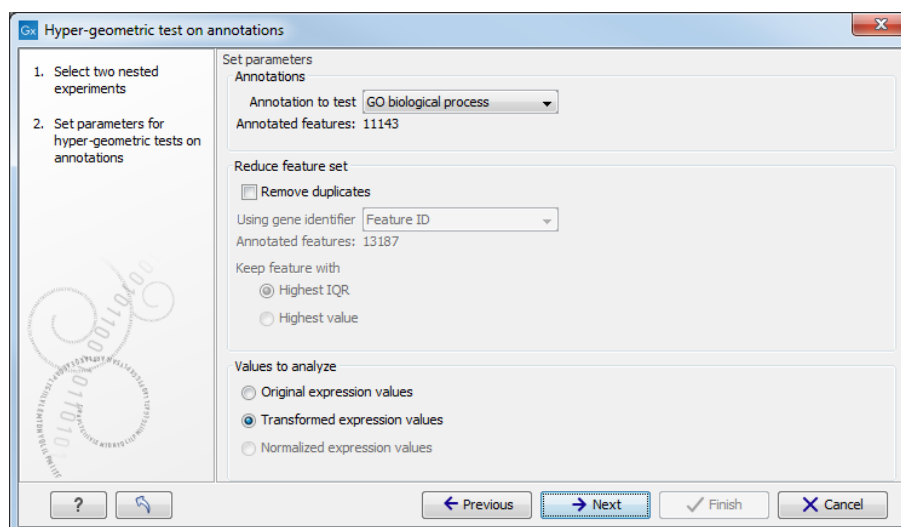 Gx Hyper-geometric test on annotations
1. Select two nested
experiments
2. Set parameters for
hyper-geometric tests on
annotations
Set parameters
Annotations
Annotation to test GO biological process
Annotated features: 11143
Reduce feature set
Remove duplicates
Using gene identifier Feature ID
Annotated features: 13187
Keep feature with
Highest IQR
Highest value
Values to analyze
Original expression values
Transformed expression values
Normalized expression values
? Previous Next Finish Cancel